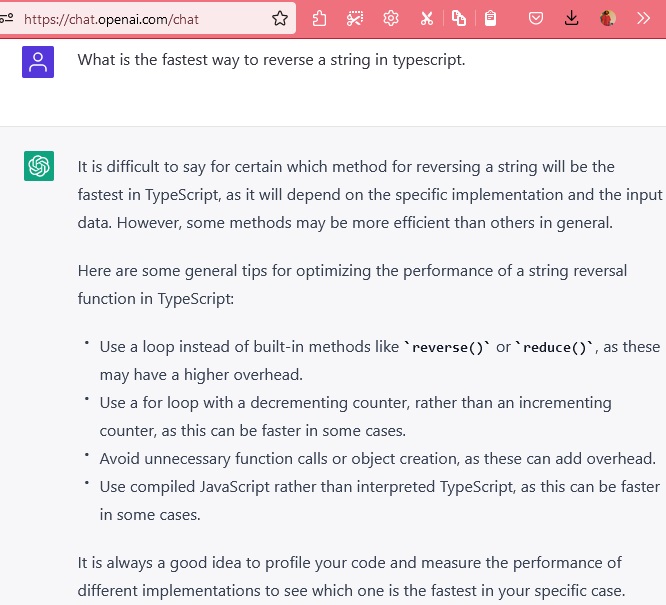 https://chat.openai.com/chat
What is the fastest way to reverse a string in typescript.
It is difficult to say for certain which method for reversing a string will be the
fastest in TypeScript, as it will depend on the specific implementation and the input
data. However, some methods may be more efficient than others in general.
Here are some general tips for optimizing the performance of a string reversal
function in TypeScript:
• Use a loop instead of built-in methods like `reverse()` or `reduce()`, as these
may have a higher overhead.
• Use a for loop with a decrementing counter, rather than an incrementing
counter, as this can be faster in some cases.
• Avoid unnecessary function calls or object creation, as these can add overhead.
• Use compiled JavaScript rather than interpreted TypeScript, as this can be faster
in some cases.
It is always a good idea to profile your code and measure the performance of
different implementations to see which one is the fastest in your specific case.